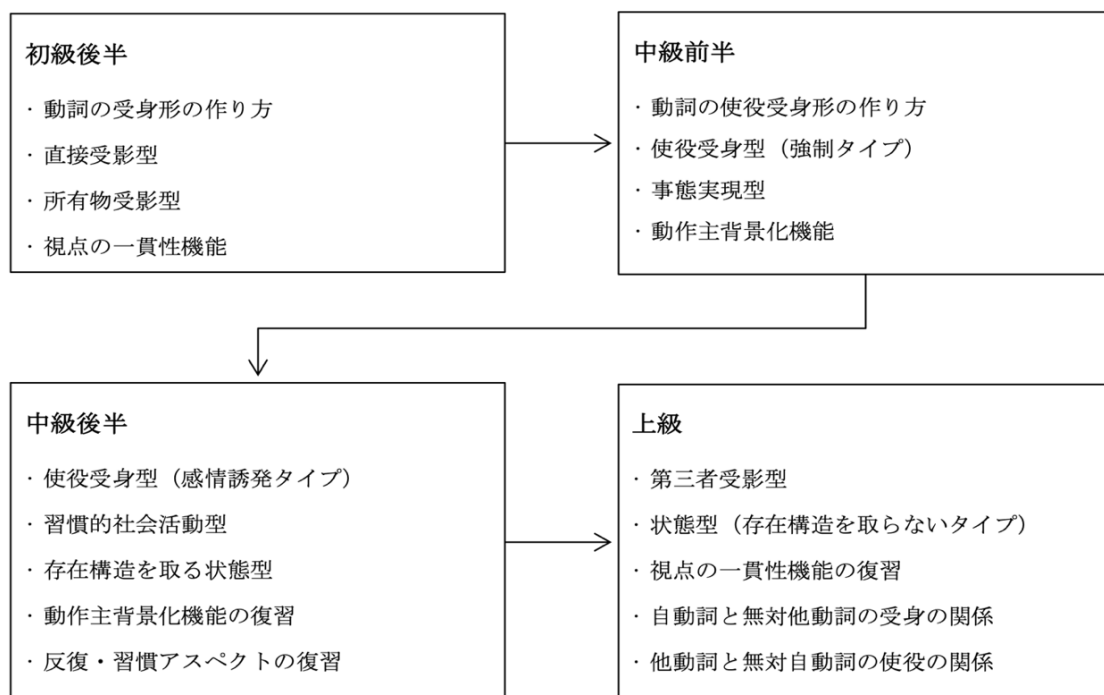 初級後半
· 動詞の受身形の作り方
· 直接受影型
· 所有物受影型
· 視点の一貫性機能
中級前半
· 動詞の使役受身形の作り方
· 使役受身型（強制タイプ）
· 事態実現型
· 動作主背景化機能
中級後半
· 使役受身型（感情誘発タイプ）
· 習慣的社会活動型
· 存在構造を取る状態型
· 動作主背景化機能の復習
· 反復・習慣アスペクトの復習
上級
· 第三者受影型
· 状態型（存在構造を取らないタイプ）
· 視点の一貫性機能の復習
· 自動詞と無対他動詞の受身の関係
· 他動詞と無対自動詞の使役の関係